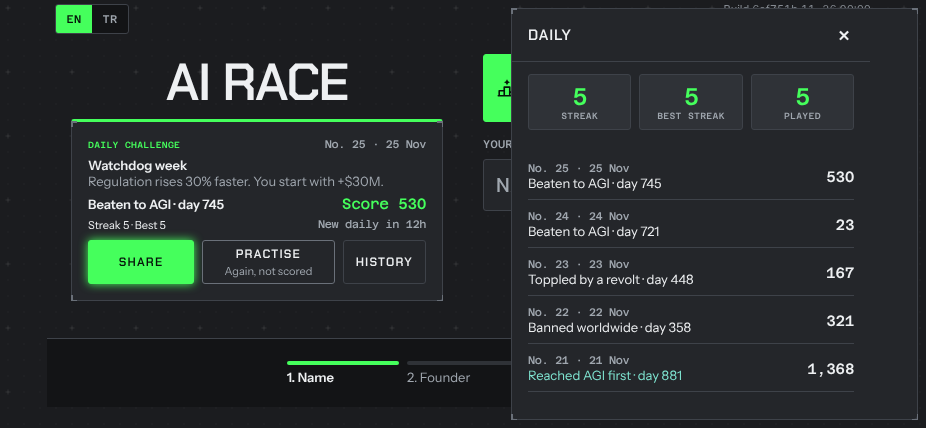 EN TR
AI RACE
DAILY CHALLENGE
No. 25 · 25 Nov
Watchdog week
Regulation rises 30% faster. You start with +$30M.
Beaten to AGI · day 745
Score 530
Streak 5 · Best 5
New daily in 12h
SHARE
PRACTISE
Again, not scored
HISTORY
YOUR
N
1. Name
2. Founder
DAILY
×
5
STREAK
5
BEST STREAK
5
PLAYED
No. 25 · 25 Nov
Beaten to AGI · day 745
530
No. 24 · 24 Nov
Beaten to AGI · day 721
23
No. 23 · 23 Nov
Toppled by a revolt · day 448
167
No. 22 · 22 Nov
Banned worldwide · day 358
321
No. 21 · 21 Nov
Reached AGI first · day 881
1,368